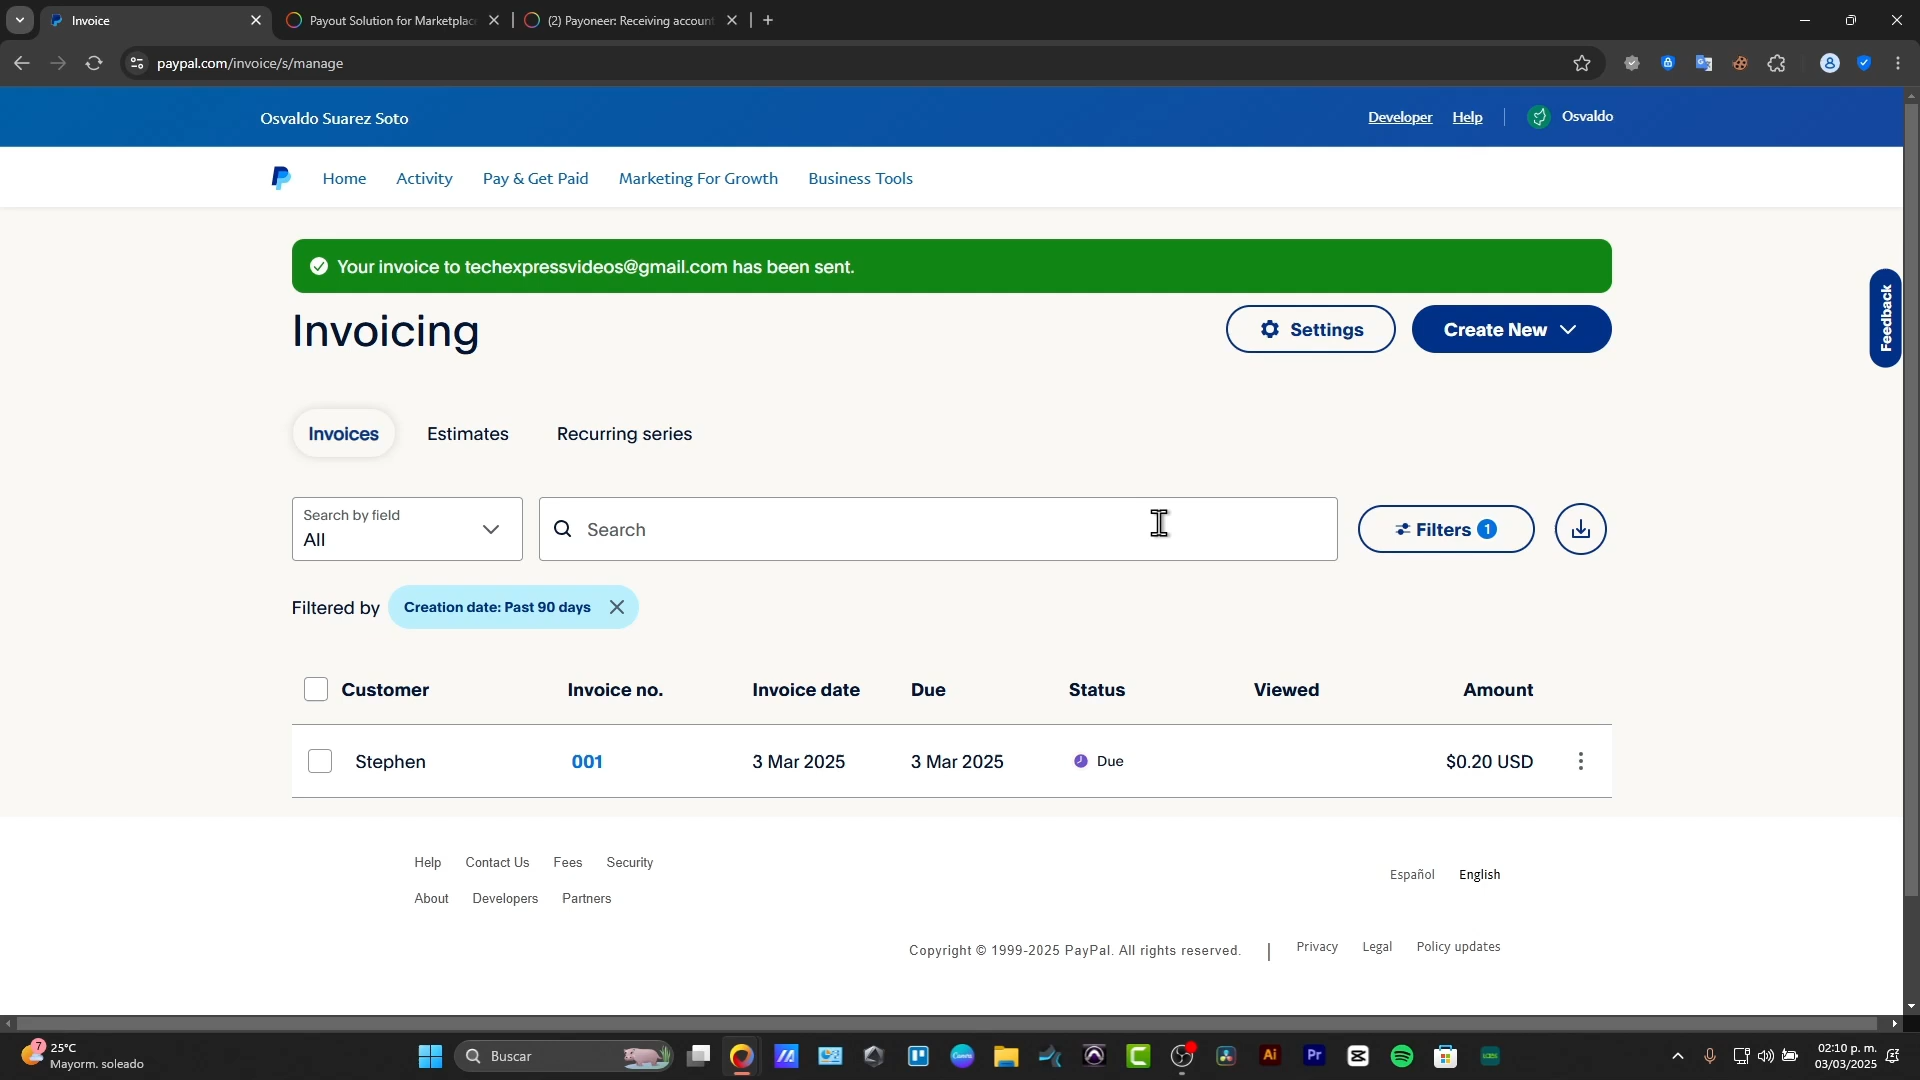 Invoice
Payout Solution for Marketplac
(2) Payoneer: Receiving account
paypal.com/invoice/s/manage
Osvaldo Suarez Soto
Developer Help Osvaldo
Home Activity Pay & Get Paid Marketing For Growth Business Tools
Your invoice to techexpressvideos@gmail.com has been sent.
Feedback
Invoicing
Settings
Create New
Invoices Estimates Recurring series
Search by field
All
Search
Filters 1
Filtered by Creation date: Past 90 days
Customer Invoice no. Invoice date Due Status Viewed Amount
Stephen 001 3 Mar 2025 3 Mar 2025 Due $0.20 USD
Help Contact Us Fees Security
Español English
About Developers Partners
Copyright © 1999-2025 PayPal. All rights reserved. | Privacy Legal Policy updates
7
25°C
Mayorm. soleado
Buscar
Canva
Ai
Pr
02:10 p. m.
03/03/2025